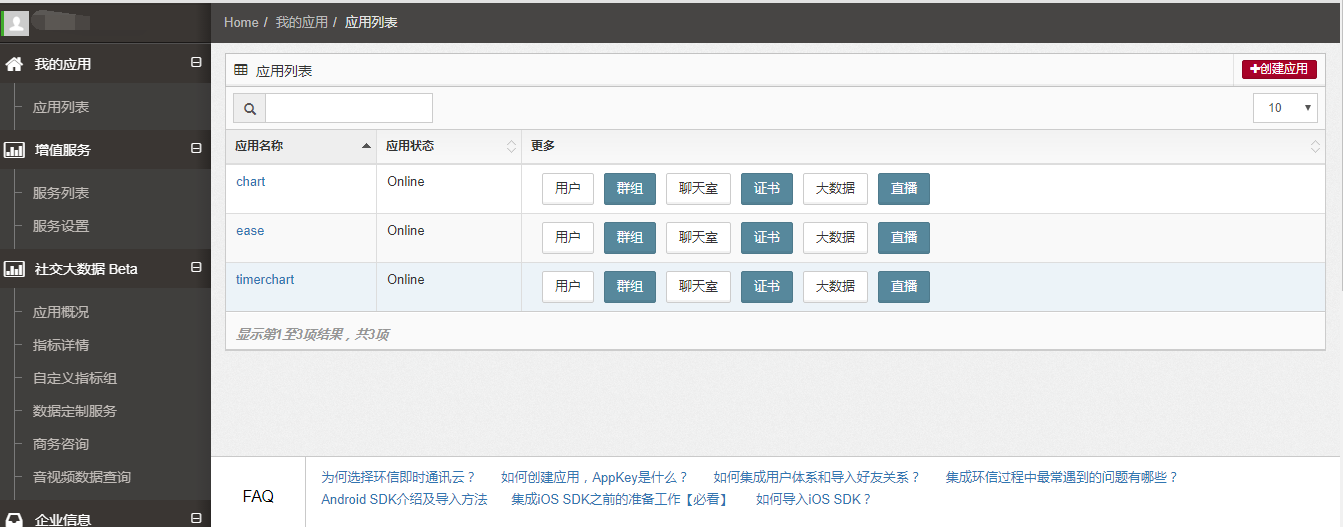 Home / 我的应用 / 应用列表
我的应用
应用列表
增值服务
服务列表
服务设置
社交大数据 Beta
应用概况
指标详情
自定义指标组
数据定制服务
商务咨询
音视频数据查询
企业信息
应用列表
创建应用
10
应用名称 应用状态 更多
chart Online 用户 群组 聊天室 证书 大数据 直播
ease Online 用户 群组 聊天室 证书 大数据 直播
timerchart Online 用户 群组 聊天室 证书 大数据 直播
显示第1至3项结果，共3项
FAQ
为何选择环信即时通讯云？ 如何创建应用，AppKey是什么？ 如何集成用户体系和导入好友关系？ 集成环信过程中最常遇到的问题有哪些？
Android SDK介绍及导入方法 集成iOS SDK之前的准备工作【必看】 如何导入iOS SDK？